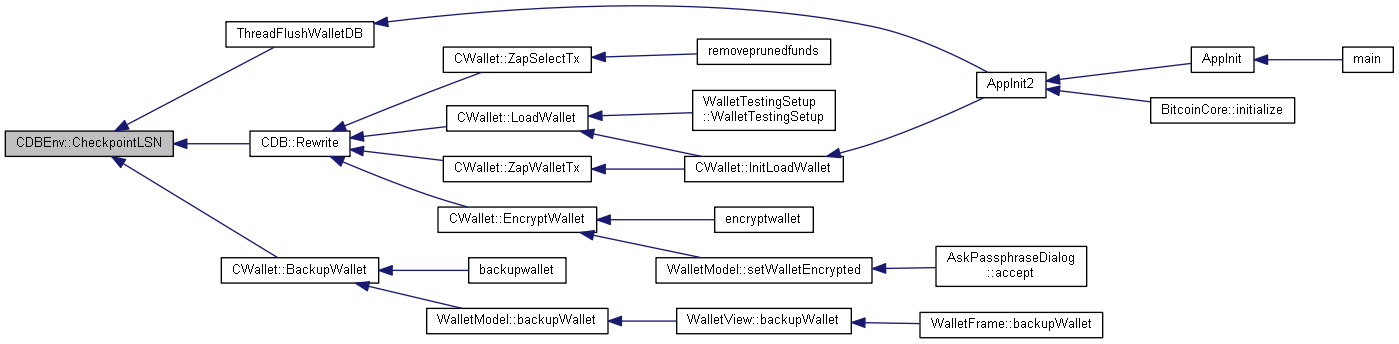 ThreadFlushWalletDB
CWallet::ZapSelectTx
removeprunedfunds
AppInit
main
AppInit2
WalletTestingSetup
::WalletTestingSetup
BitcoinCore::initialize
CWallet::LoadWallet
CDBEnv::CheckpointLSN
CDB::Rewrite
CWallet::ZapWalletTx
CWallet::InitLoadWallet
CWallet::EncryptWallet
encryptwallet
AskPassphraseDialog
::accept
CWallet::BackupWallet
backupwallet
WalletModel::setWalletEncrypted
WalletModel::backupWallet
WalletView::backupWallet
WalletFrame::backupWallet